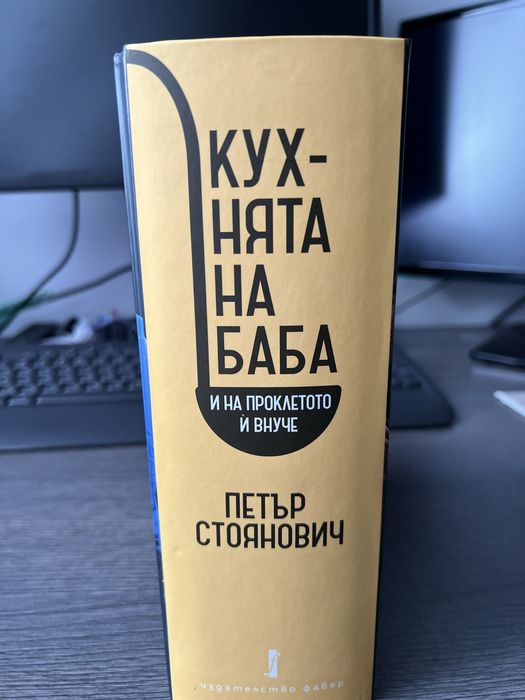 КУХ-
НЯТА
НА
БАБА
И НА ПРОКЛЕТОТО
Ѝ ВНУЧЕ
ПЕТЪР
СТОЯНОВИЧ
f
издателство фабер